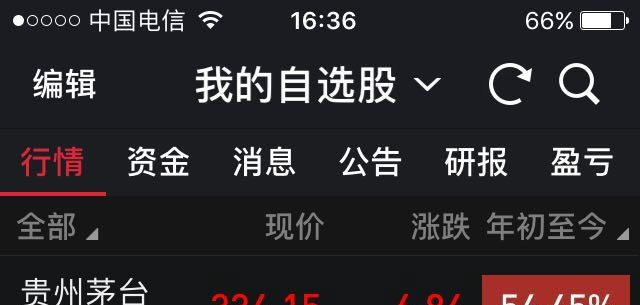 中国电信 16:36 66%
编辑 我的自选股
行情 资金 消息 公告 研报 盈亏
全部 现价 涨跌 年初至今
贵州茅台